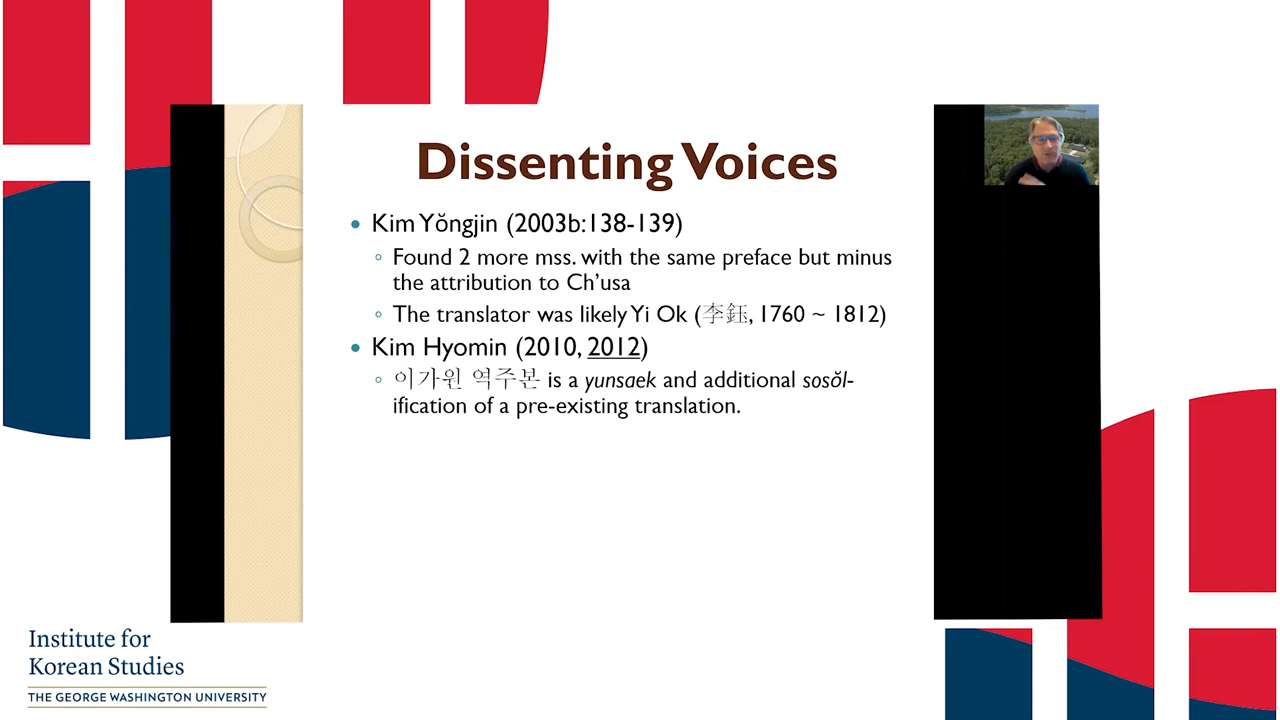 Dissenting Voices
• Kim Yŏngjin (2003b:138-139)
◦ Found 2 more mss. with the same preface but minus
the attribution to Ch’usa
◦ The translator was likely Yi Ok (李鈺, 1760 ~ 1812)
• Kim Hyomin (2010, 2012)
◦ 이가원 역주본 is a yunsaek and additional sosŏl-
ification of a pre-existing translation.
Institute for
Korean Studies
THE GEORGE WASHINGTON UNIVERSITY